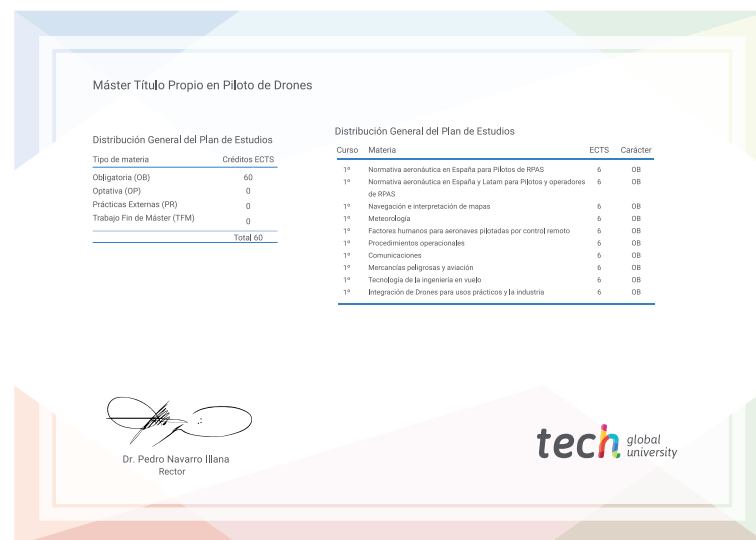 Máster Título Propio en Piloto de Drones
Distribución General del Plan de Estudios
Tipo de materia Créditos ECTS
Obligatoria (OB) 60
Optativa (OP) 0
Prácticas Externas (PR) 0
Trabajo Fin de Máster (TFM) 0
Total 60
Distribución General del Plan de Estudios
Curso Materia ECTS Carácter
1º Normativa aeronáutica en España para Pilotos de RPAS 6 OB
1º Normativa aeronáutica en España y Latam para Pilotos y operadores 6 OB
de RPAS
1º Navegación e interpretación de mapas 6 OB
1º Meteorología 6 OB
1º Factores humanos para aeronaves pilotadas por control remoto 6 OB
1º Procedimientos operacionales 6 OB
1º Comunicaciones 6 OB
1º Mercancías peligrosas y aviación 6 OB
1º Tecnología de la ingeniería en vuelo 6 OB
1º Integración de Drones para usos prácticos y la industria 6 OB
Dr. Pedro Navarro Illana
Rector
tech global
university